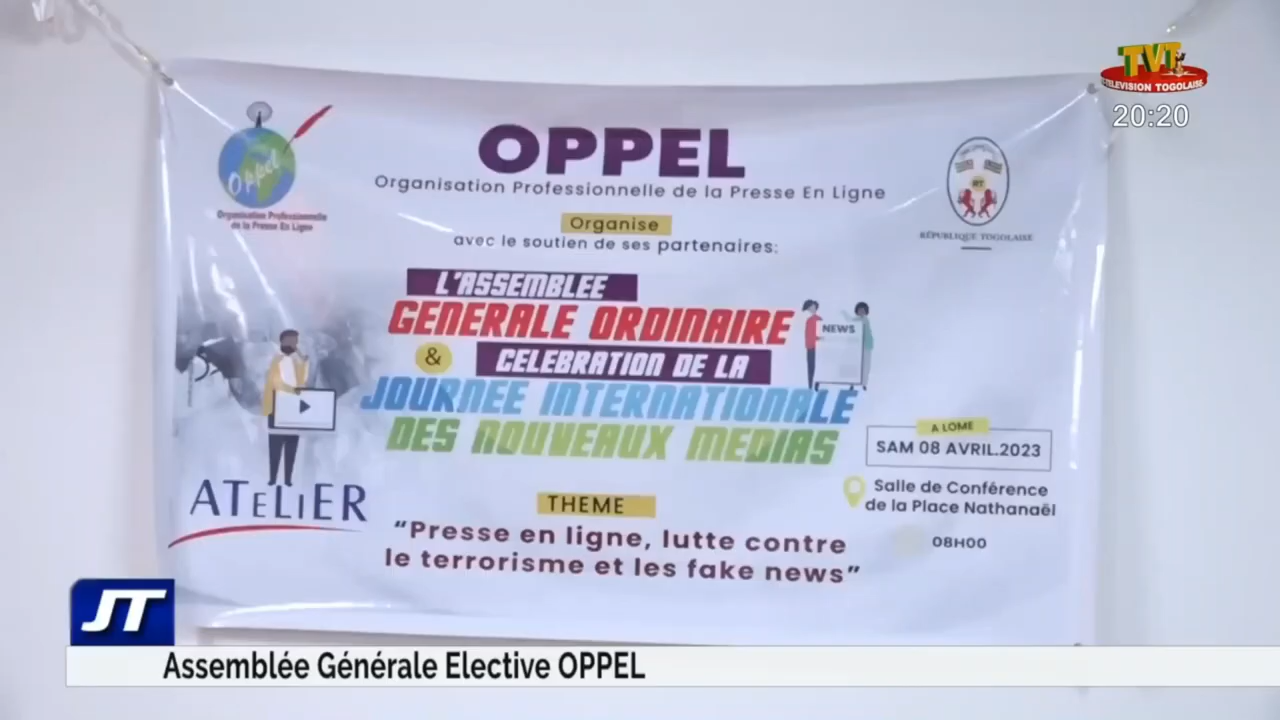 TVT
TELEVISION TOGOLAISE
20:20
OPPEL
Organisation Professionnelle de la Presse En Ligne
Oppel
Organisation Professionnelle
de la Presse En Ligne
RT
RÉPUBLIQUE TOGOLAISE
Organise
avec le soutien de ses partenaires:
L'ASSEMBLEE
GENERALE ORDINAIRE
& CELEBRATION DE LA
JOURNEE INTERNATIONALE
DES NOUVEAUX MEDIAS
NEWS
A LOME
SAM 08 AVRIL.2023
Salle de Conférence
de la Place Nathanaël
08H00
ATELIER
THEME
“Presse en ligne, lutte contre
le terrorisme et les fake news”
JT
Assemblée Générale Elective OPPEL